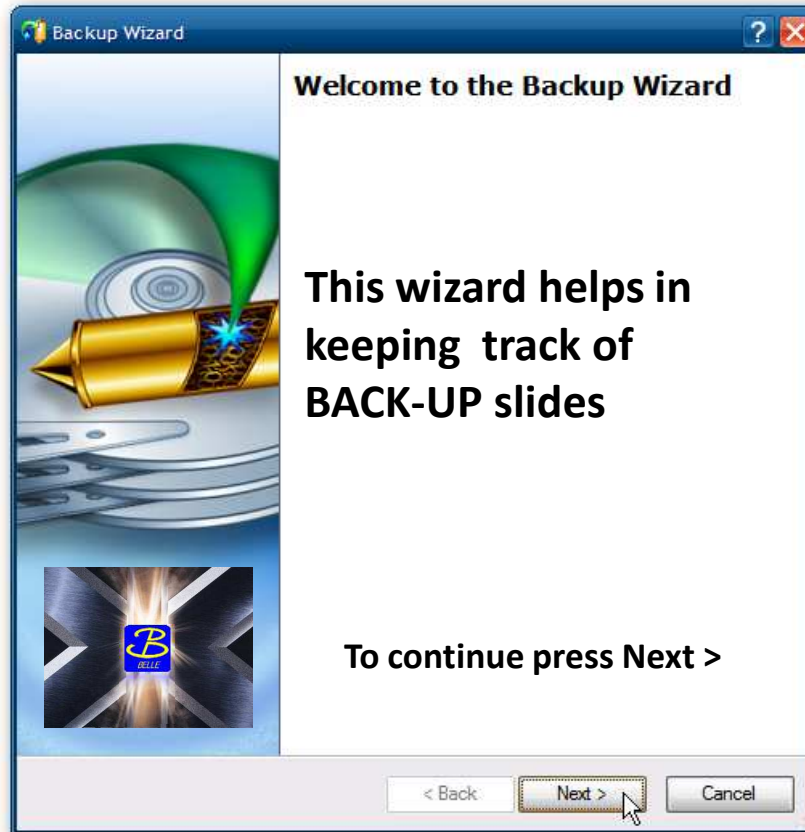 Backup Wizard
?
Welcome to the Backup Wizard
This wizard helps in
keeping track of
BACK-UP slides
B
BELLE
To continue press Next >
< Back
Next >
Cancel